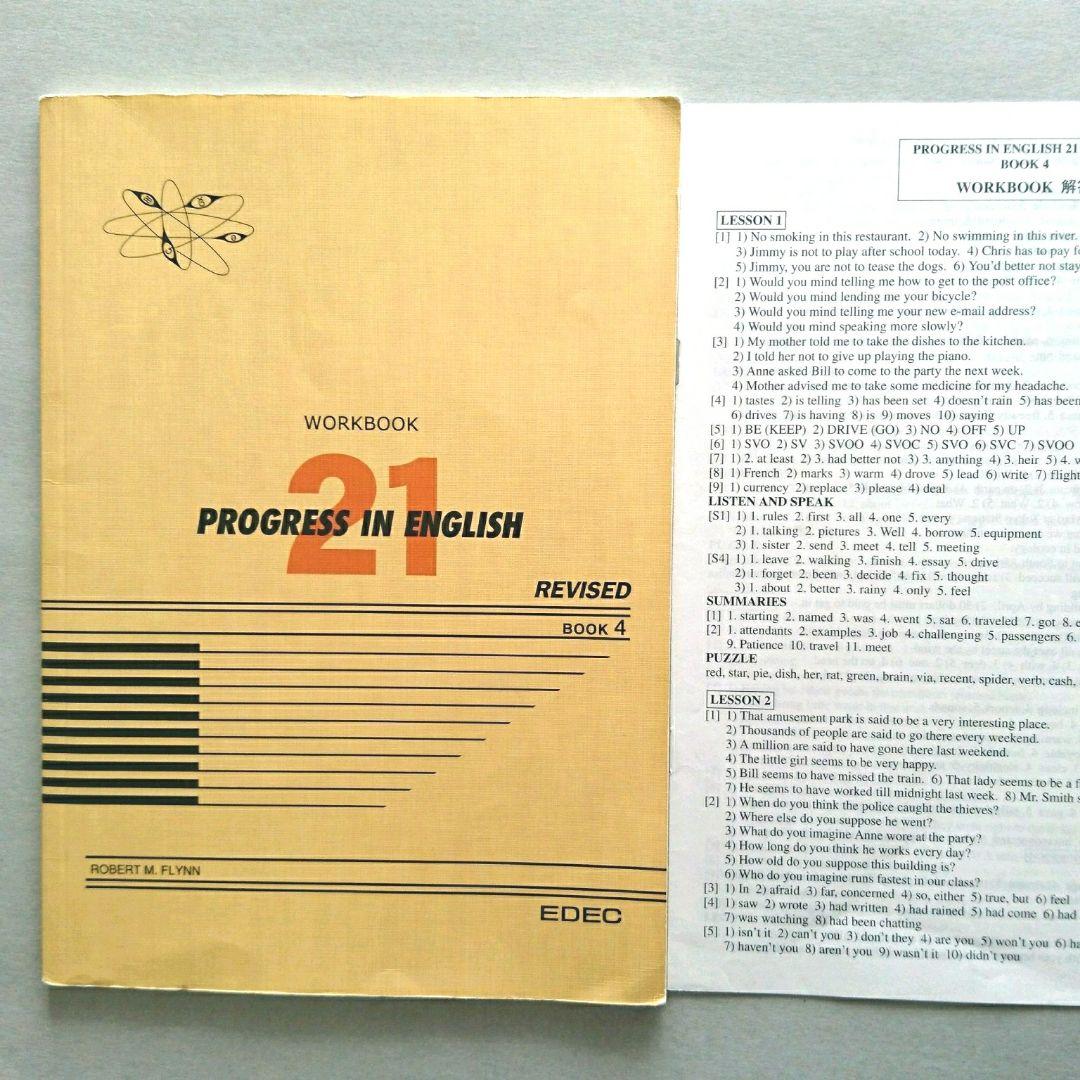 WORKBOOK
21
PROGRESS IN ENGLISH
REVISED
BOOK 4
ROBERT M. FLYNN
EDEC
PROGRESS IN ENGLISH 21
BOOK 4
WORKBOOK 解答
LESSON 1
[1] 1) No smoking in this restaurant. 2) No swimming in this river.
3) Jimmy is not to play after school today. 4) Chris has to pay
5) Jimmy, you are not to tease the dogs. 6) You'd better not stay
[2] 1) Would you mind telling me how to get to the post office?
2) Would you mind lending me your bicycle?
3) Would you mind telling me your new e-mail address?
4) Would you mind speaking more slowly?
[3] 1) My mother told me to take the dishes to the kitchen.
2) I told her not to give up playing the piano.
3) Anne asked Bill to come to the party the next week.
4) Mother advised me to take some medicine for my headache.
[4] 1) tastes 2) is telling 3) has been set 4) doesn't rain 5) has been
6) drives 7) is having 8) is 9) moves 10) saying
[5] 1) BE (KEEP) 2) DRIVE (GO) 3) NO 4) OFF 5) UP
[6] 1) SVO 2) SV 3) SVOO 4) SVOC 5) SVO 6) SVC 7) SVOO
[7] 1) 2. at least 2) 3. had better not 3) 3. anything 4) 3. heir 5) 4.
[8] 1) French 2) marks 3) warm 4) drove 5) lead 6) write 7) flight
[9] 1) currency 2) replace 3) please 4) deal
LISTEN AND SPEAK
[S1] 1) 1. rules 2. first 3. all 4. one 5. every
2) 1. talking 2. pictures 3. Well 4. borrow 5. equipment
3) 1. sister 2. send 3. meet 4. tell 5. meeting
[S4] 1) 1. leave 2. walking 3. finish 4. essay 5. drive
2) 1. forget 2. been 3. decide 4. fix 5. thought
3) 1. about 2. better 3. rainy 4. only 5. feel
SUMMARIES
[1] 1. starting 2. named 3. was 4. went 5. sat 6. traveled 7. got 8.
[2] 1. attendants 2. examples 3. job 4. challenging 5. passengers 6.
9. Patience 10. travel 11. meet
PUZZLE
red, star, pie, dish, her, rat, green, brain, via, recent, spider, verb, cash,
LESSON 2
[1] 1) That amusement park is said to be a very interesting place.
2) Thousands of people are said to go there every weekend.
3) A million are said to have gone there last weekend.
4) The little girl seems to be very happy.
5) Bill seems to have missed the train. 6) That lady seems to be a
7) He seems to have worked till midnight last week. 8) Mr. Smith
[2] 1) When do you think the police caught the thieves?
2) Where else do you suppose he went?
3) What do you imagine Anne wore at the party?
4) How long do you think he works every day?
5) How old do you suppose this building is?
6) Who do you imagine runs fastest in our class?
[3] 1) In 2) afraid 3) far, concerned 4) so, either 5) true, but 6) feel
[4] 1) saw 2) wrote 3) had written 4) had rained 5) had come 6) had
7) was watching 8) had been chatting
[5] 1) isn't it 2) can't you 3) don't they 4) are you 5) won't you 6)
7) haven't you 8) aren't you 9) wasn't it 10) didn't you